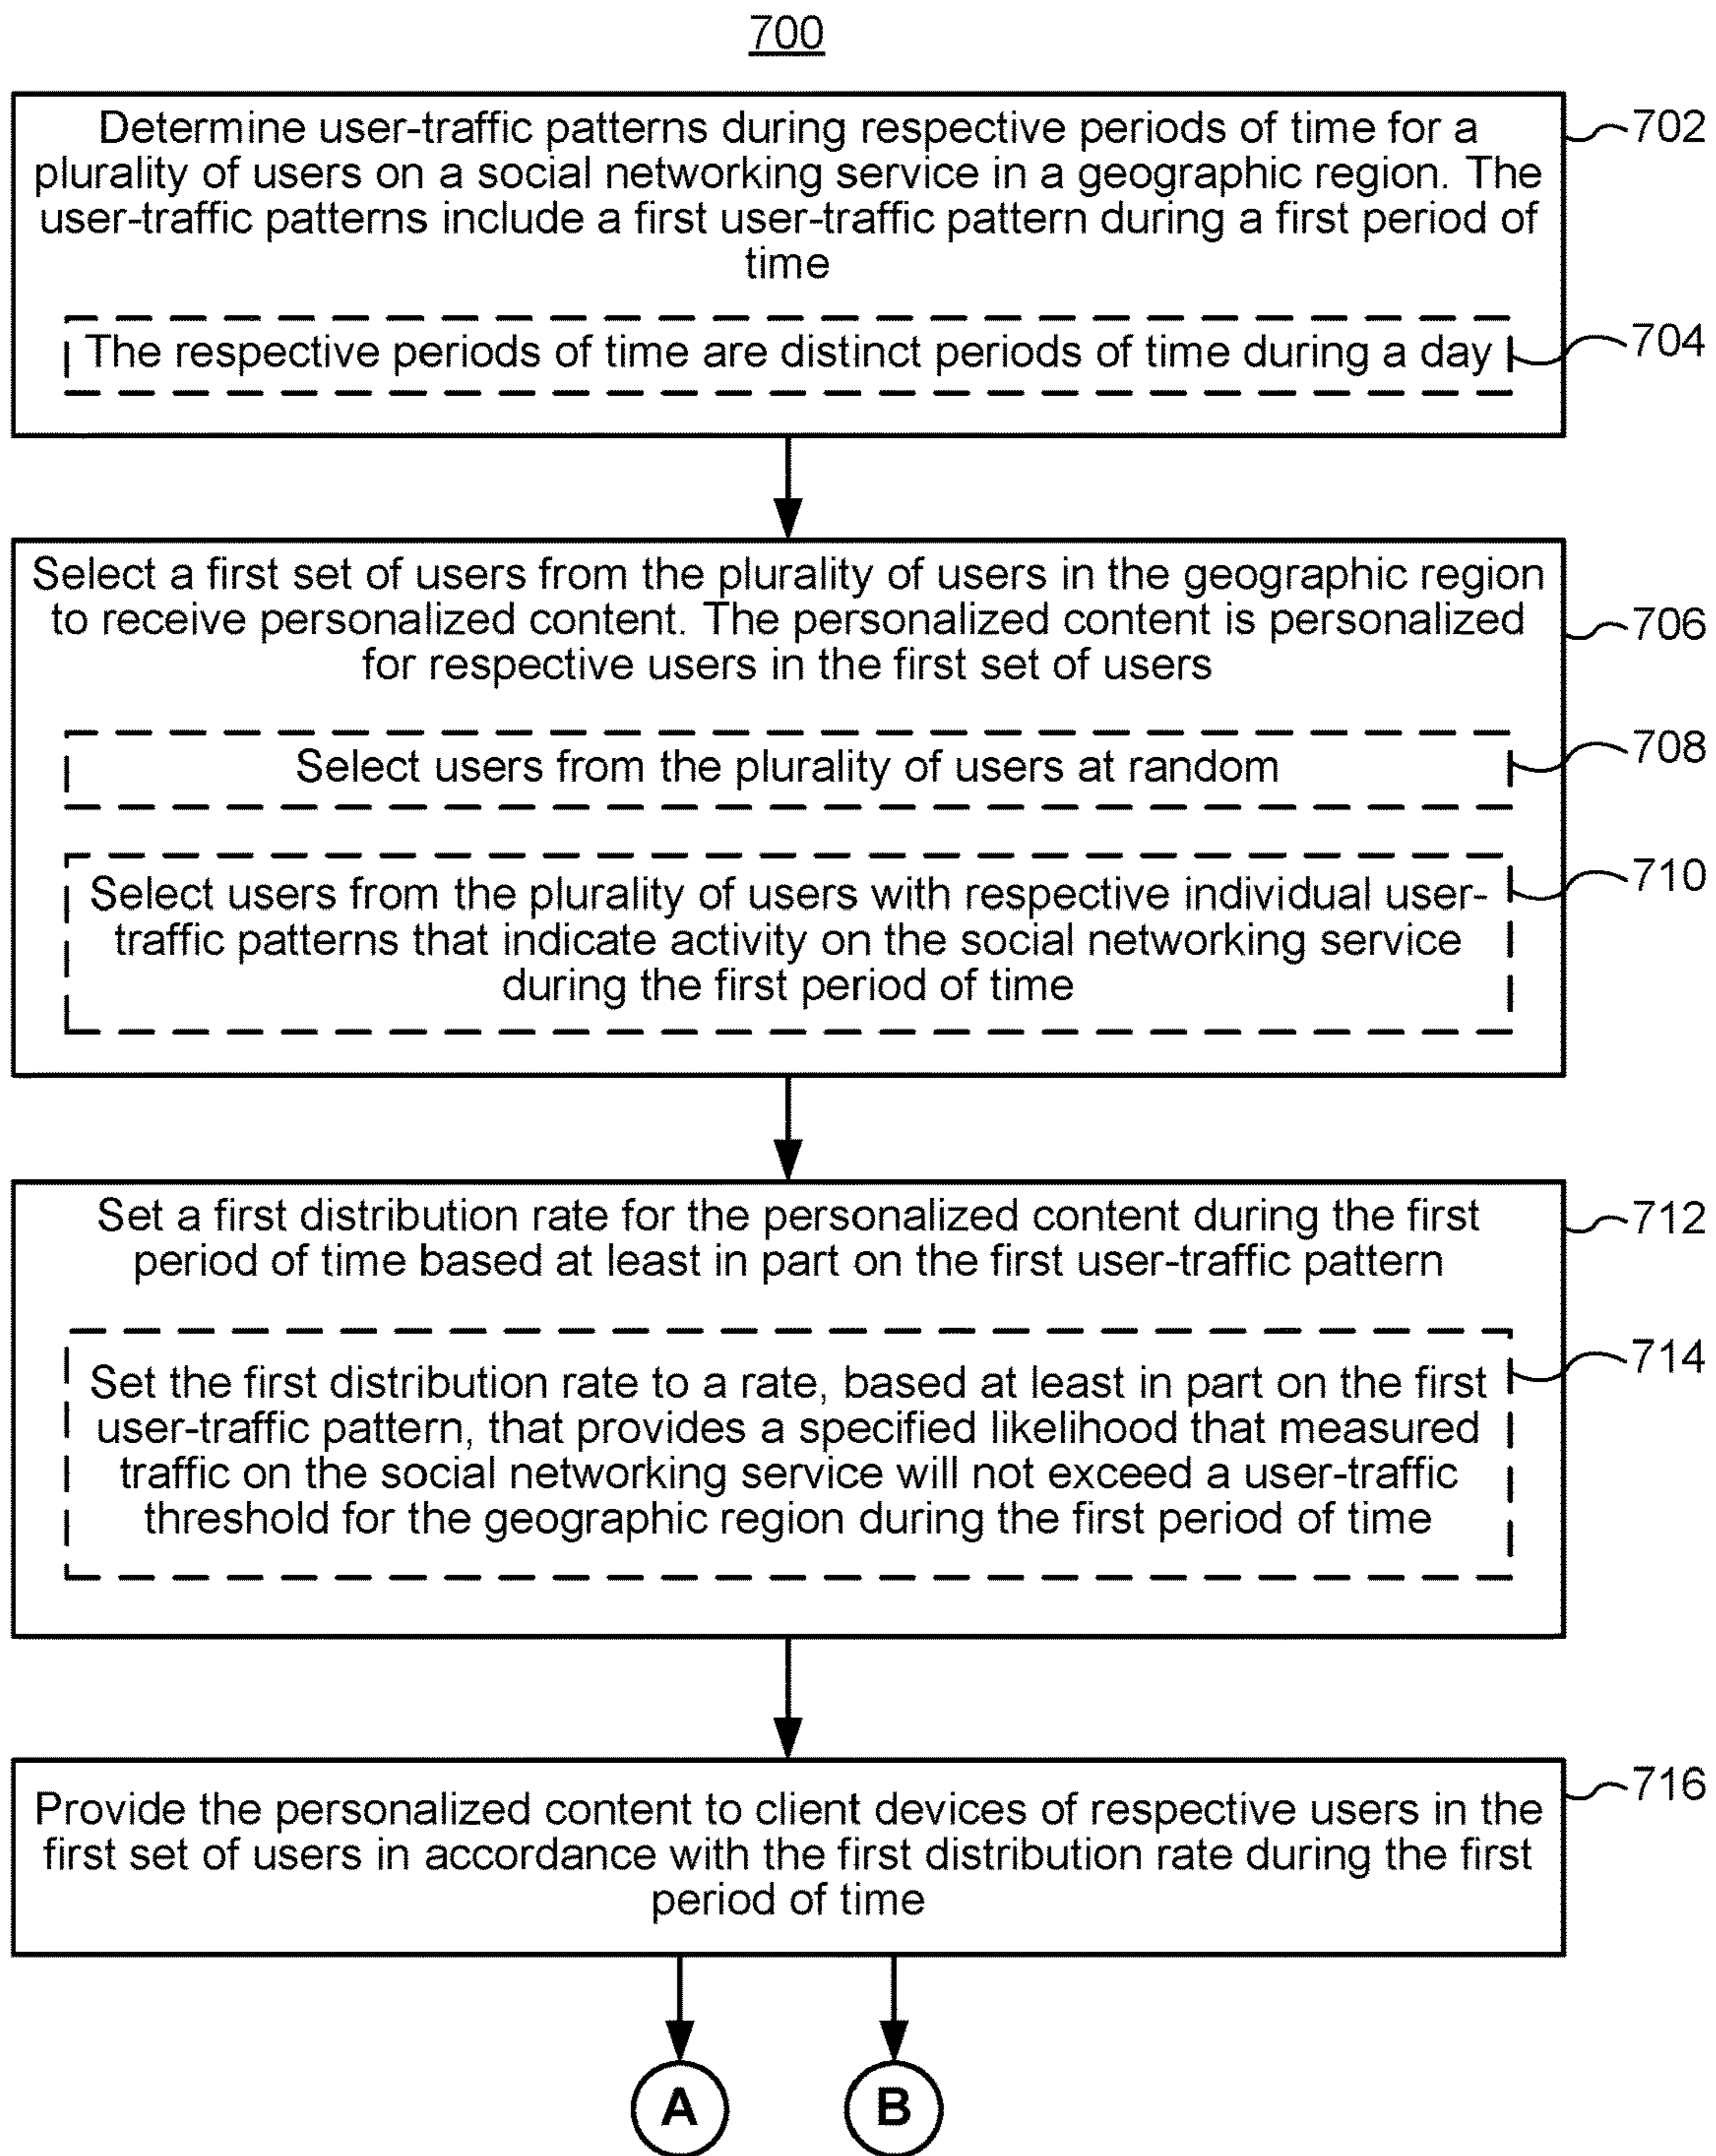 700
Determine user-traffic patterns during respective periods of time for a
plurality of users on a social networking service in a geographic region. The
user-traffic patterns include a first user-traffic pattern during a first period of
time
702
The respective periods of time are distinct periods of time during a day
704
Select a first set of users from the plurality of users in the geographic region
to receive personalized content. The personalized content is personalized
for respective users in the first set of users
706
Select users from the plurality of users at random
708
Select users from the plurality of users with respective individual user-
traffic patterns that indicate activity on the social networking service
during the first period of time
710
Set a first distribution rate for the personalized content during the first
period of time based at least in part on the first user-traffic pattern
712
Set the first distribution rate to a rate, based at least in part on the first
user-traffic pattern, that provides a specified likelihood that measured
traffic on the social networking service will not exceed a user-traffic
threshold for the geographic region during the first period of time
714
Provide the personalized content to client devices of respective users in the
first set of users in accordance with the first distribution rate during the first
period of time
716
A
B